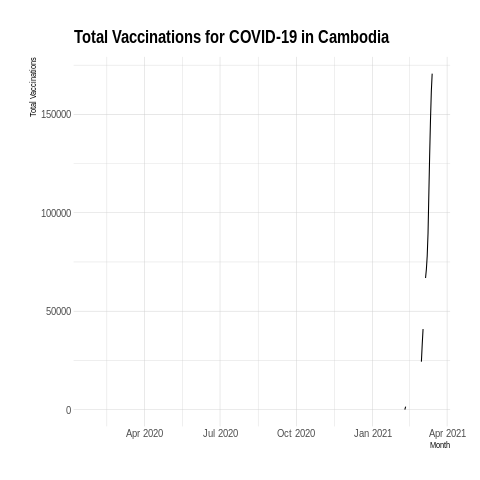 Total Vaccinations for COVID-19 in Cambodia
Total Vaccinations
150000
100000
50000
0
Apr 2020 Jul 2020 Oct 2020 Jan 2021 Apr 2021
Month